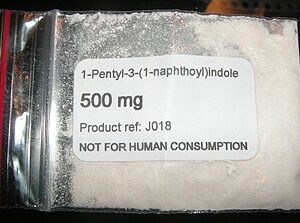 1-Pentyl-3-(1-naphthoyl)indole
500 mg
Product ref: J018
NOT FOR HUMAN CONSUMPTION